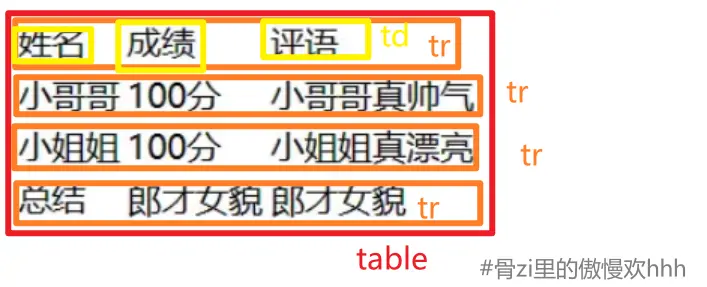 姓名 成绩 评语 td tr
小哥哥 100分 小哥哥真帅气 tr
小姐姐 100分 小姐姐真漂亮 tr
总结 郎才女貌 郎才女貌 tr
table
#骨zi里的傲慢欢hhh